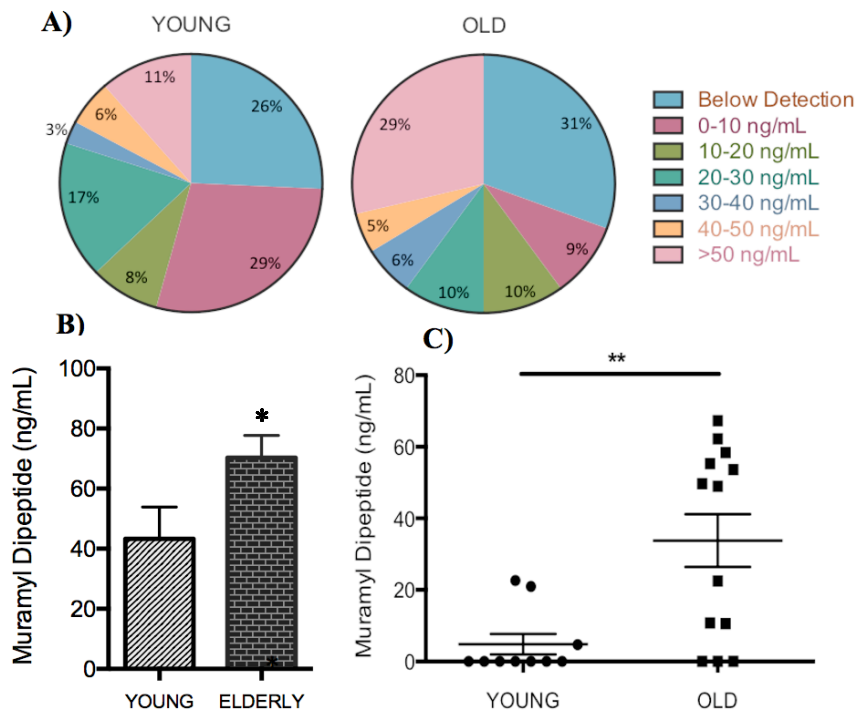 A)
YOUNG
OLD
11%
26%
6%
3%
17%
8%
29%
29%
31%
5%
6%
10%
10%
9%
Below Detection
0-10 ng/mL
10-20 ng/mL
20-30 ng/mL
30-40 ng/mL
40-50 ng/mL
>50 ng/mL
B)
Muramyl Dipeptide (ng/mL)
100
80
60
40
20
0
*
*
YOUNG
ELDERLY
C)
Muramyl Dipeptide (ng/mL)
80
60
40
20
0
**
YOUNG
OLD